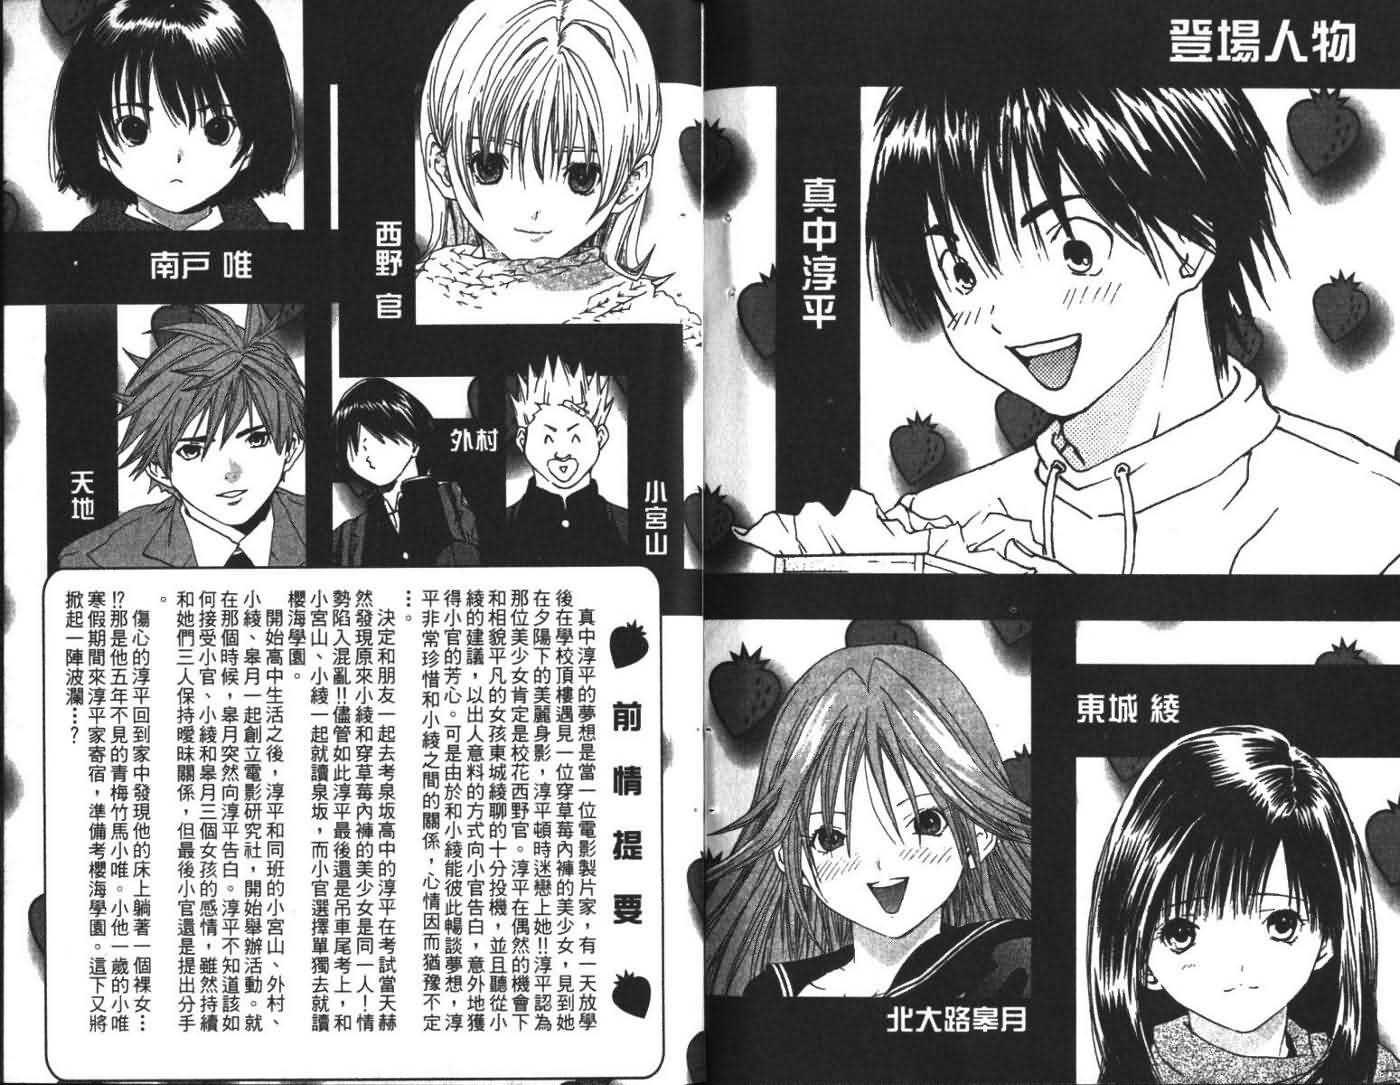 登場人物
真中淳平
東城 綾
北大路皋月
西野 官
南戸 唯
外村
小宮山
天地
前情提要
真中淳平的夢想是當一位電影製片家，有一天放學
後在學校頂樓遇見一位穿草莓內褲的美少女，見到她
在夕陽下的美麗身影，淳平頓時迷戀上她!!淳平認為
那位美少女肯定是校花西野官。淳平在偶然的機會下
和相貌平凡的女孩東城綾聊的十分投機，並且聽從小
綾的建議，以出人意料的方式向小官告白，意外地獲
得小官的芳心。可是由於和小綾能彼此暢談夢想，淳
平非常珍惜和小綾之間的關係，心情因而猶豫不定
…。
決定和朋友一起去考泉坂高中的淳平在考試當天赫
然發現原來小綾和穿草莓內褲的美少女是同一人！情
勢陷入混亂!!儘管如此淳平最後還是吊車尾考上，和
小宮山、小綾一起就讀泉坂，而小官選擇單獨去就讀
櫻海學園。
開始高中生活之後，淳平和同班的小宮山、外村、
小綾、皋月一起創立電影研究社，開始舉辦活動。就
在那個時候，皋月突然向淳平告白。淳平不知道該如
何接受小官、小綾和皋月三個女孩的感情，雖然持續
和她們三人保持曖昧關係，但最後小官還是提出分手
。
傷心的淳平回到家中發現他的床上躺著一個裸女…
!?那是他五年不見的青梅竹馬小唯。小他一歲的小唯
寒假期間來淳平家寄宿，準備考櫻海學園。這下又將
掀起一陣波瀾…？